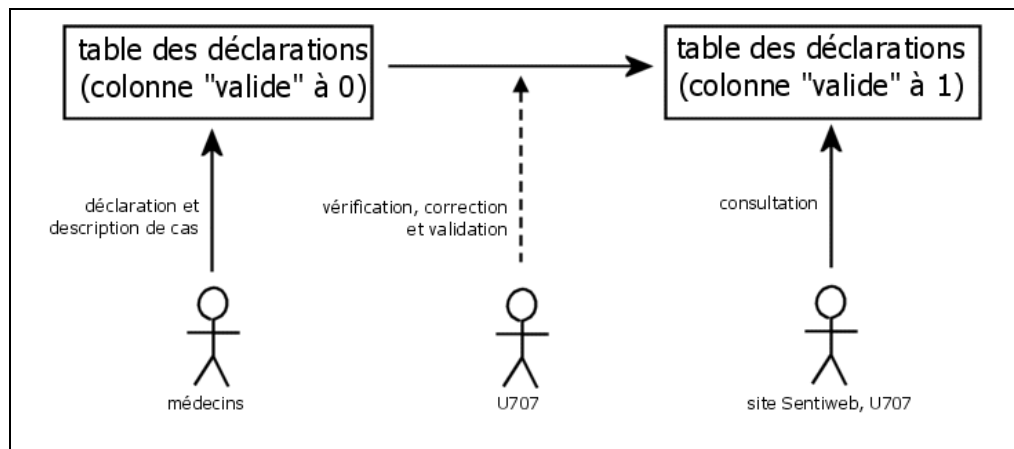 table des déclarations
(colonne "valide" à 0)
table des déclarations
(colonne "valide" à 1)
déclaration et
description de cas
vérification, correction
et validation
consultation
médecins
U707
site Sentiweb, U707